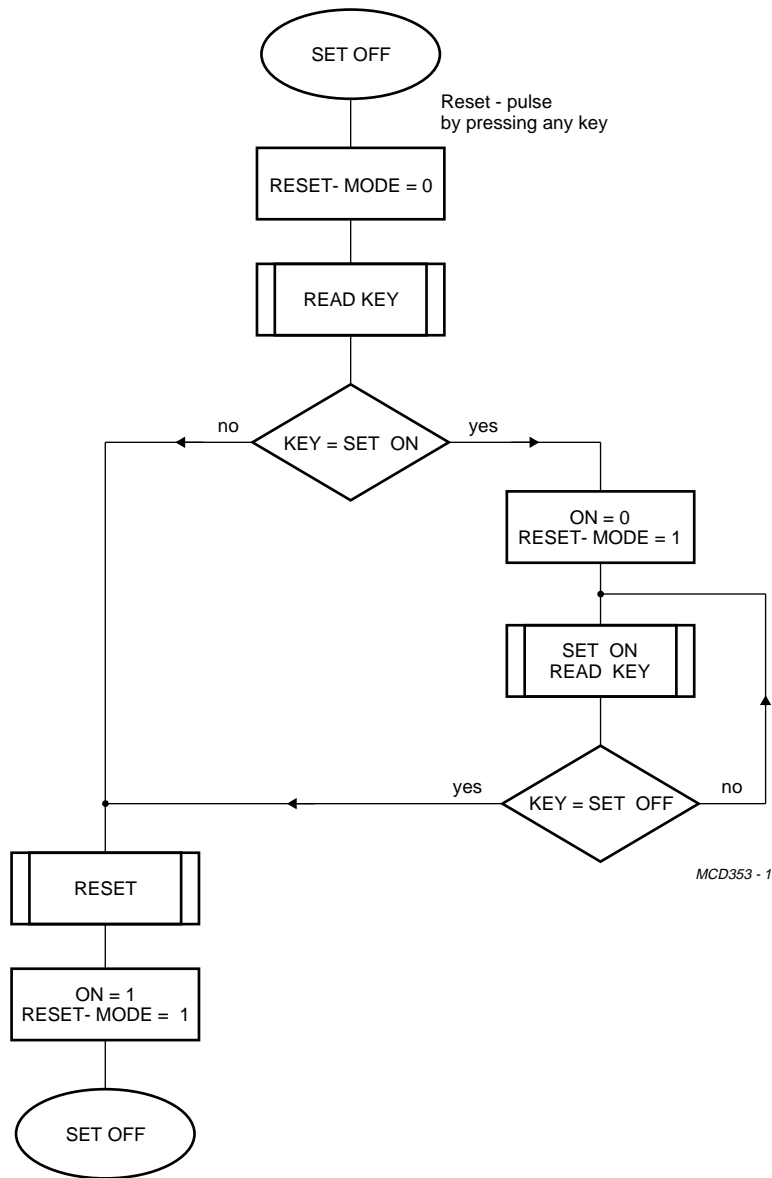 SET OFF
Reset - pulse
by pressing any key
RESET- MODE = 0
READ KEY
no
KEY = SET ON
yes
ON = 0
RESET- MODE = 1
SET ON
READ KEY
yes
KEY = SET OFF
no
MCD353 - 1
RESET
ON = 1
RESET- MODE = 1
SET OFF